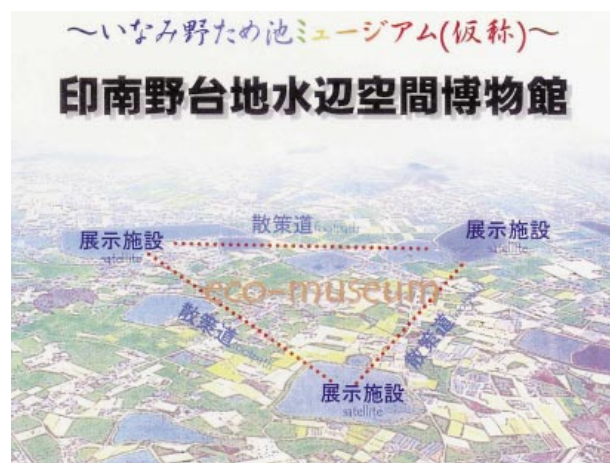 ～いなみ野ため池ミュージアム(仮称)～
印南野台地水辺空間博物館
散策道
展示施設
satellite
展示施設
satellite
eco-museum
散策道
散策道
展示施設
satellite